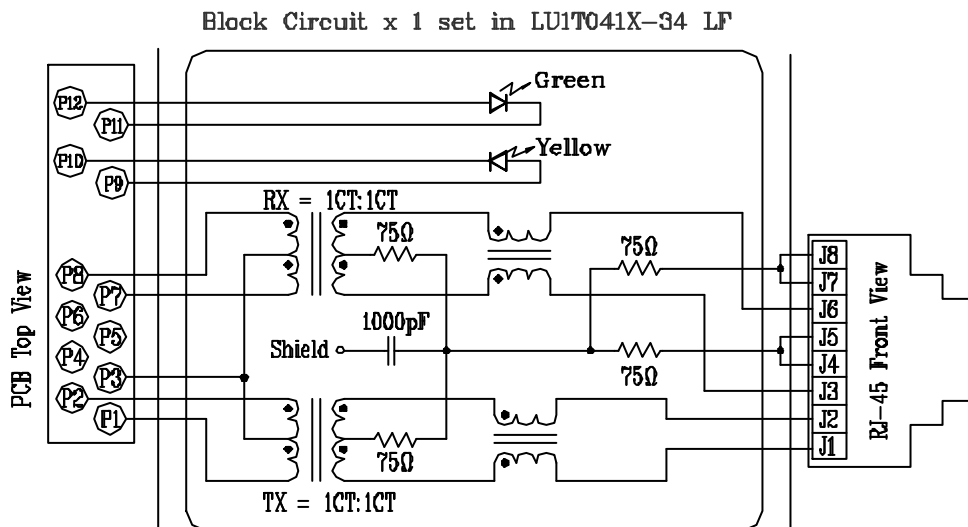 Block Circuit x 1 set in LU1T041X-34 LF
P12
Green
P11
P10
Yellow
P9
RX = 1CT:1CT
75Ω
75Ω
P8
P7
P6
P5
P4
P3
P2
P1
PCB Top View
1000pF
Shield
75Ω
75Ω
TX = 1CT:1CT
J8
J7
J6
J5
J4
J3
J2
J1
RJ-45 Front View